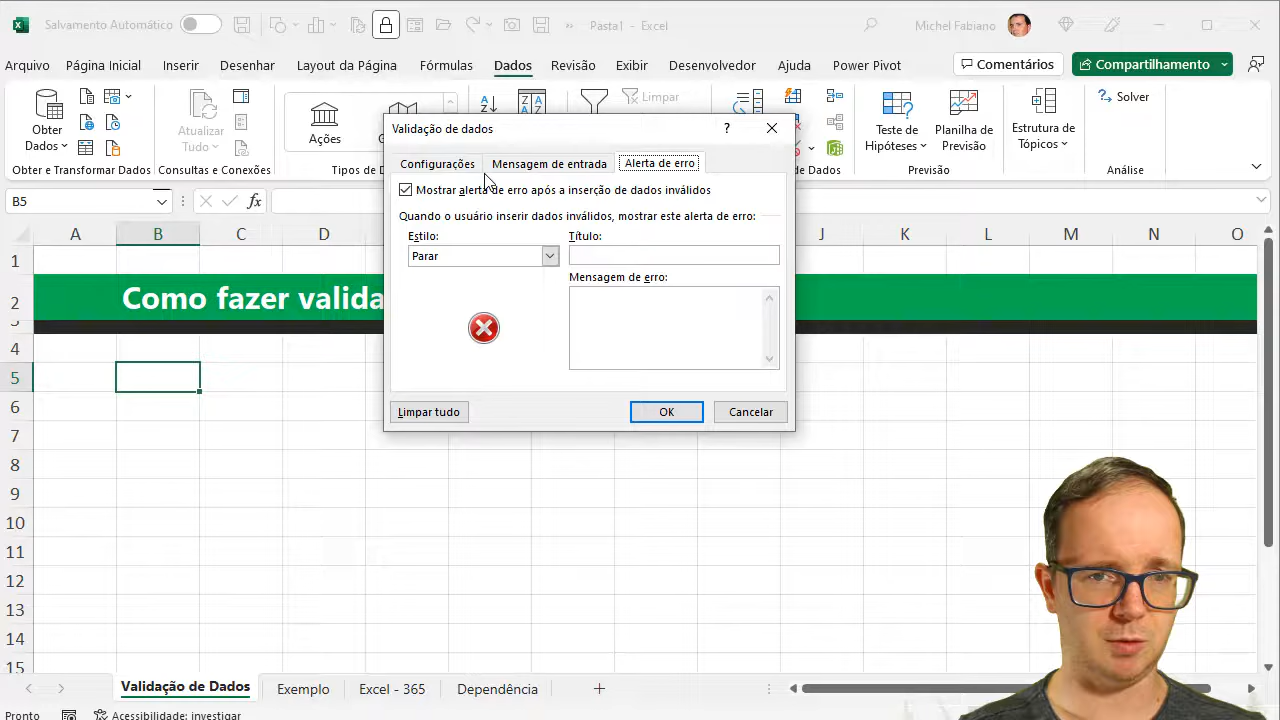 Salvamento Automático
Pasta1 - Excel
Michel Fabiano
Arquivo
Página Inicial
Inserir
Desenhar
Layout da Página
Fórmulas
Dados
Revisão
Exibir
Desenvolvedor
Ajuda
Power Pivot
Comentários
Compartilhamento
Obter
Dados
Obter e Transformar Dados
Atualizar
Tudo
Consultas e Conexões
Ações
Tipos de
Limpar
Teste de
Hipóteses
Planilha de
Previsão
Previsão
Estrutura de
Tópicos
Solver
Análise
B5
fx
Validação de dados
?
Configurações
Mensagem de entrada
Alerta de erro
Mostrar alerta de erro após a inserção de dados inválidos
Quando o usuário inserir dados inválidos, mostrar este alerta de erro:
Estilo:
Título:
Parar
Mensagem de erro:
Limpar tudo
OK
Cancelar
A B C D J K L M N O
1
2
Como fazer valida
3
4
5
6
7
8
9
10
11
12
13
14
15
Validação de Dados
Exemplo
Excel - 365
Dependência
Pronto
Acessibilidade: investigar